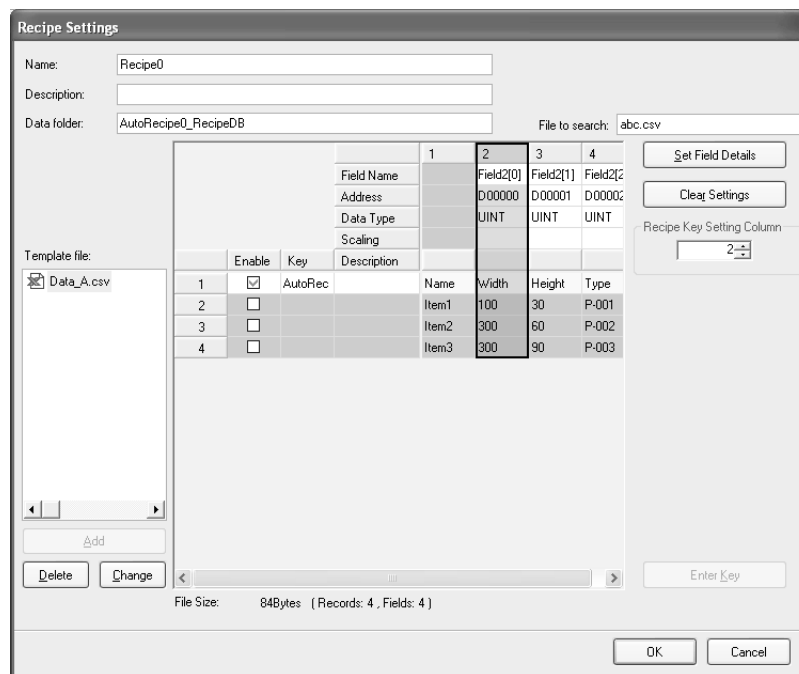 Recipe Settings
Name: Recipe0
Description:
Data folder: AutoRecipe0_RecipeDB File to search: abc.csv
1 2 3 4 Set Field Details
Field Name Field2[0] Field2[1] Field2[2
Address D00000 D00001 D00002 Clear Settings
Data Type UINT UINT UINT
Scaling Recipe Key Setting Column
Template file: Enable Key Description 2
Data_A.csv 1 AutoRec Name Width Height Type
2 Item1 100 30 P-001
3 Item2 300 60 P-002
4 Item3 300 90 P-003
Add
Delete Change Enter Key
File Size: 84Bytes ( Records: 4 , Fields: 4 )
OK Cancel